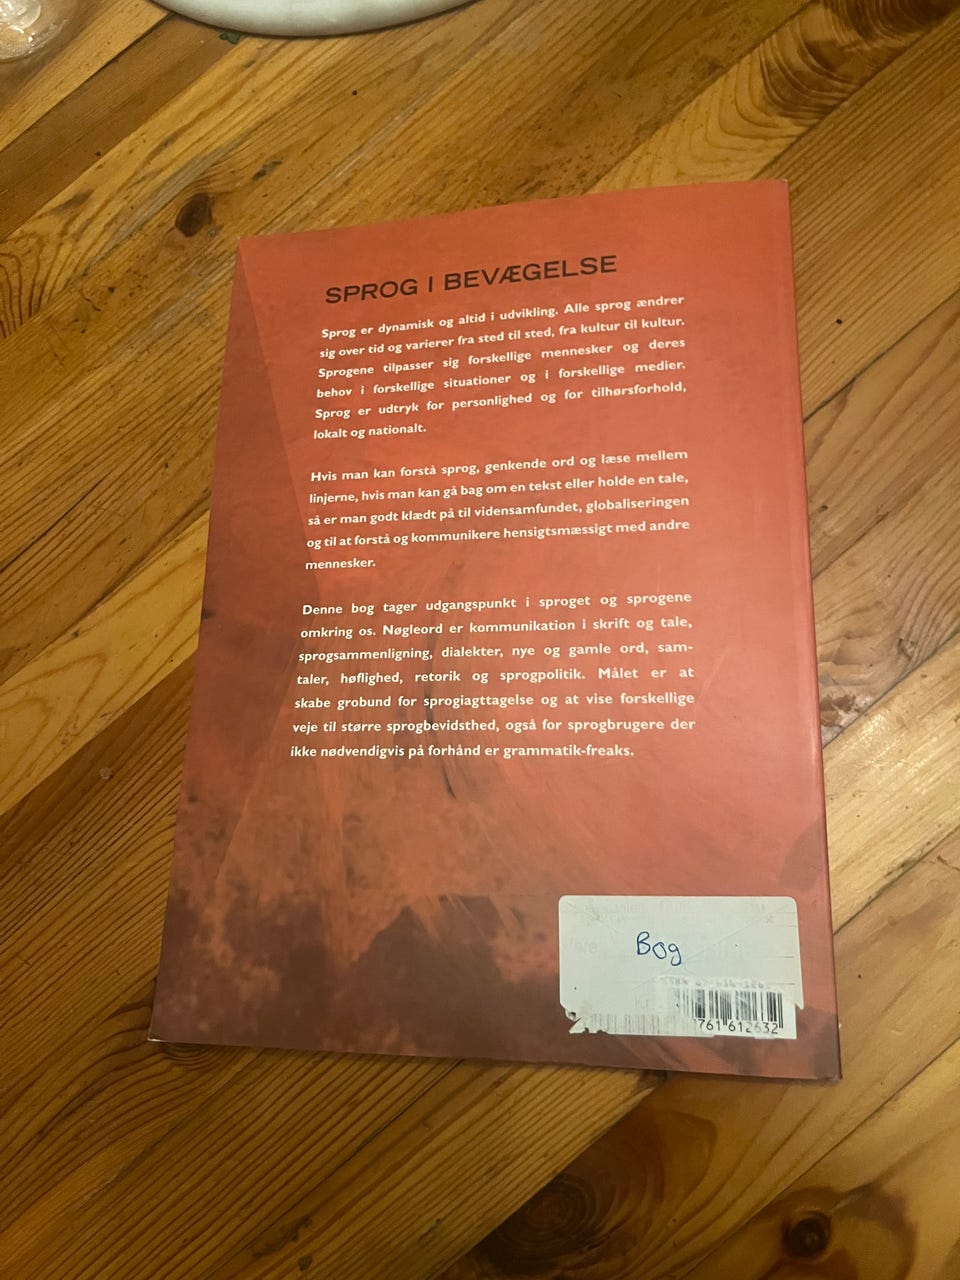 SPROG I BEVÆGELSE
Sprog er dynamisk og altid i udvikling. Alle sprog ændrer
sig over tid og varierer fra sted til sted, fra kultur til kultur.
Sprogene tilpasser sig forskellige mennesker og deres
behov i forskellige situationer og i forskellige medier.
Sprog er udtryk for personlighed og for tilhørsforhold,
lokalt og nationalt.
Hvis man kan forstå sprog, genkende ord og læse mellem
linjerne, hvis man kan gå bag om en tekst eller holde en tale,
så er man godt klædt på til vidensamfundet, globaliseringen
og til at forstå og kommunikere hensigtsmæssigt med andre
mennesker.
Denne bog tager udgangspunkt i sproget og sprogene
omkring os. Nøgleord er kommunikation i skrift og tale,
sprogsammenligning, dialekter, nye og gamle ord, sam-
taler, høflighed, retorik og sprogpolitik. Målet er at
skabe grobund for sprogiagttagelse og at vise forskellige
veje til større sprogbevidsthed, også for sprogbrugere der
ikke nødvendigvis på forhånd er grammatik-freaks.
Bog
761 612632